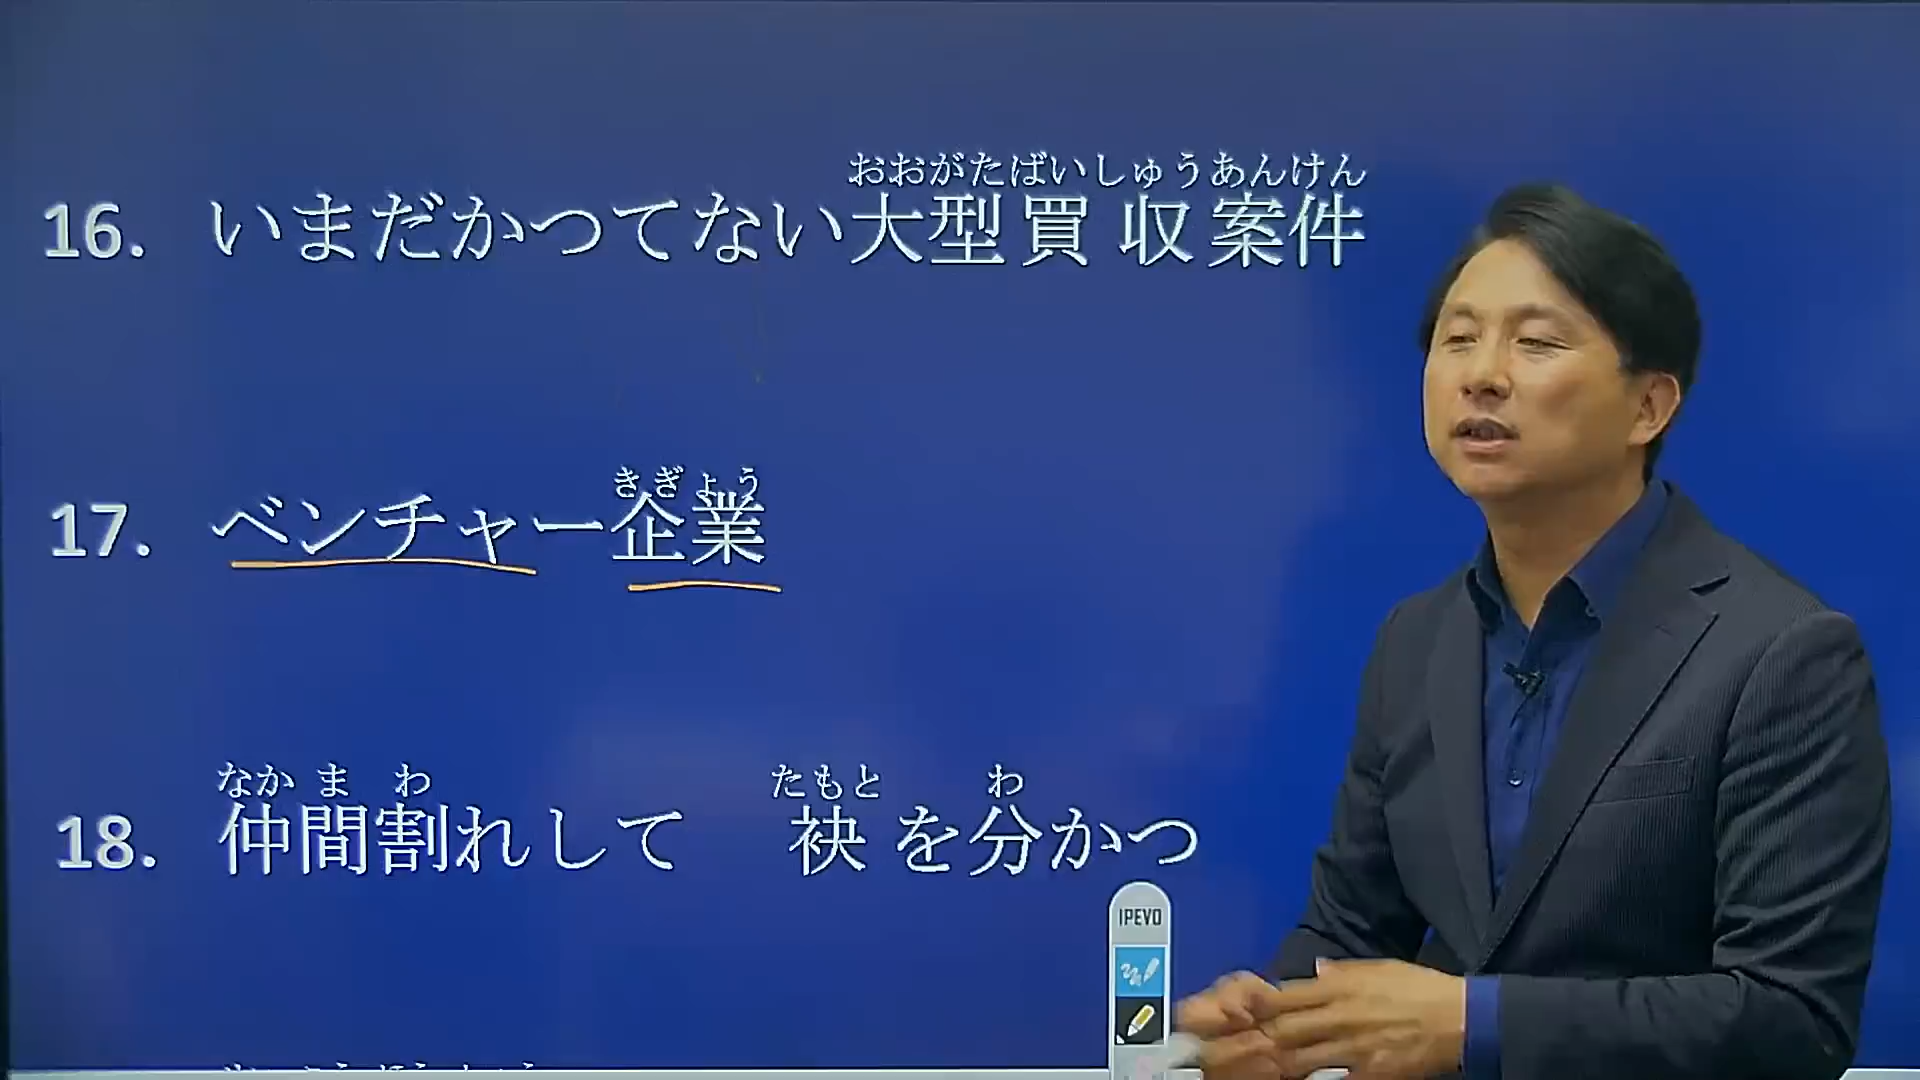 おおがたばいしゅうあんけん
16. いまだかつてない大型買収案件
きぎょう
17. ベンチャー企業
なかまわ たもと わ
18. 仲間割れして 袂を分かつ
IPEVO